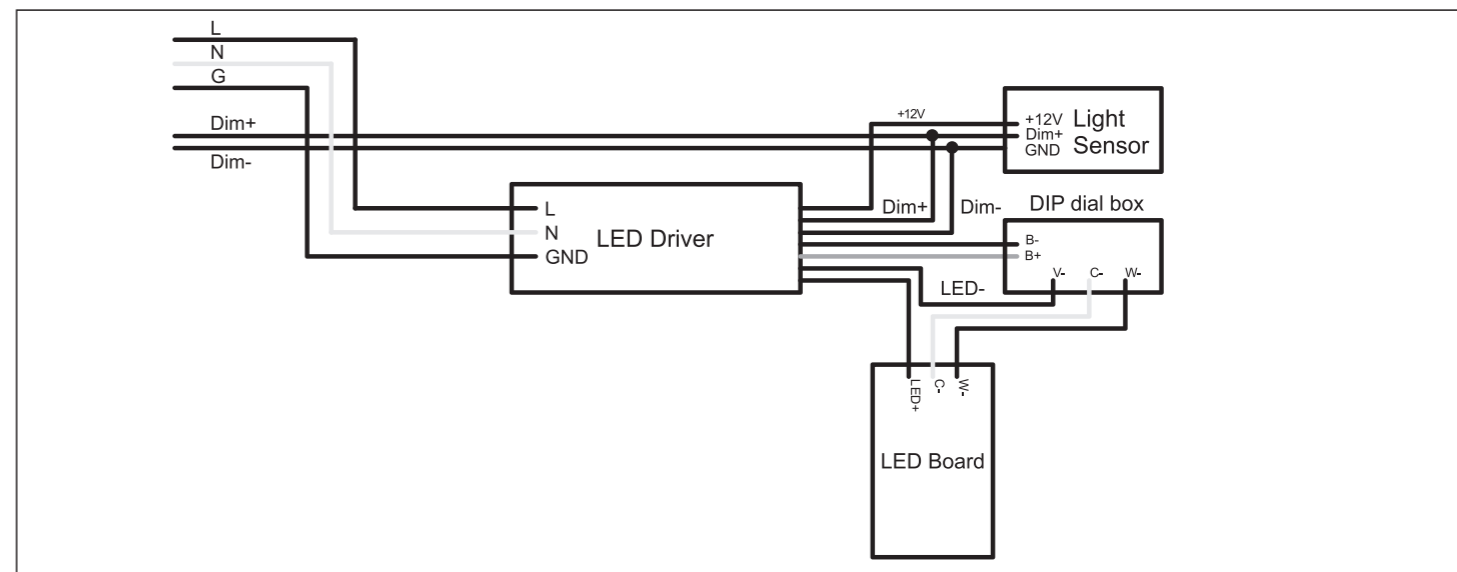 L
N
G
Dim+
Dim-
+12V
+12V
Dim+
GND
Light
Sensor
L
N
GND
LED Driver
Dim+
Dim-
DIP dial box
B-
B+
V-
C-
W-
LED-
LED+
C-
W-
LED Board